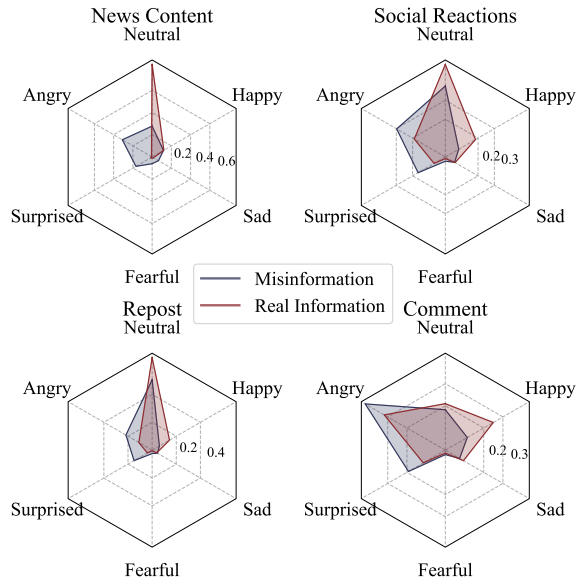 News Content
Neutral
Angry
Happy
0.2 0.4 0.6
Surprised
Sad
Fearful
Social Reactions
Neutral
Angry
Happy
0.2 0.3
Surprised
Sad
Fearful
Misinformation
Real Information
Repost
Neutral
Angry
Happy
0.2 0.4
Surprised
Sad
Fearful
Comment
Neutral
Angry
Happy
0.2 0.3
Surprised
Sad
Fearful